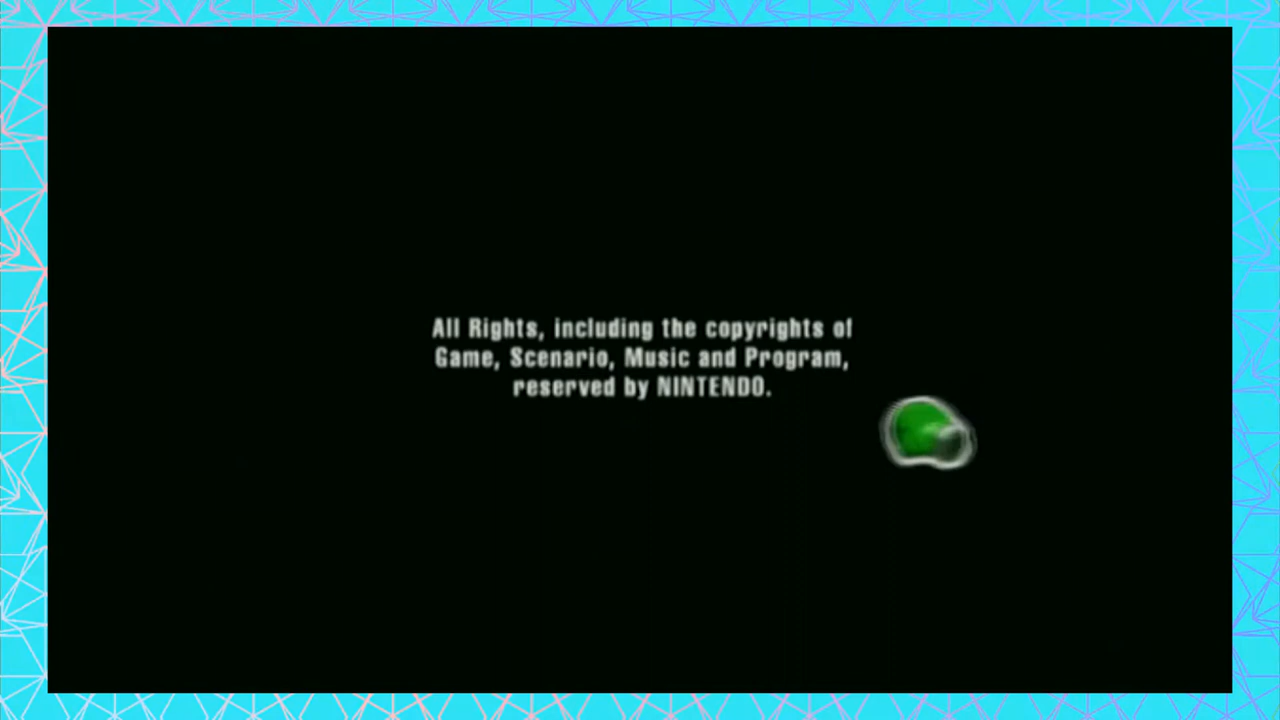 All Rights, including the copyrights of
Game, Scenario, Music and Program,
reserved by NINTENDO.